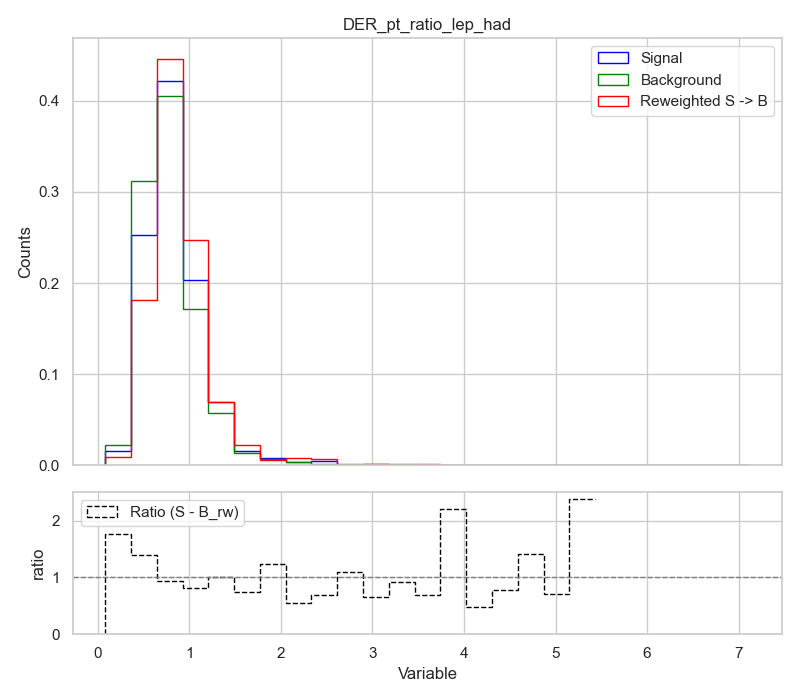 DER_pt_ratio_lep_had
Signal
Background
Reweighted S -> B
Counts
0.4
0.3
0.2
0.1
0.0
Ratio (S - B_rw)
ratio
2
1
0
0 1 2 3 4 5 6 7
Variable